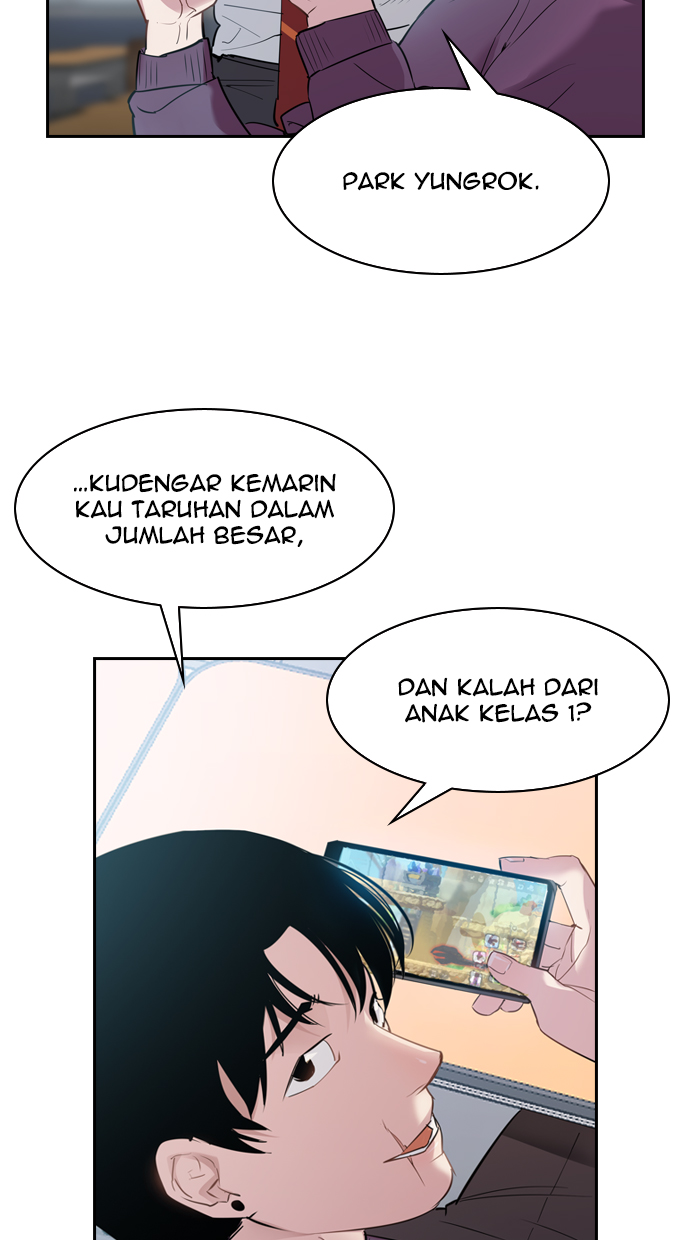 PARK YUNGROK.
...KUDENGAR KEMARIN
KAU TARUHAN DALAM
JUMLAH BESAR,
DAN KALAH DARI
ANAK KELAS 1?